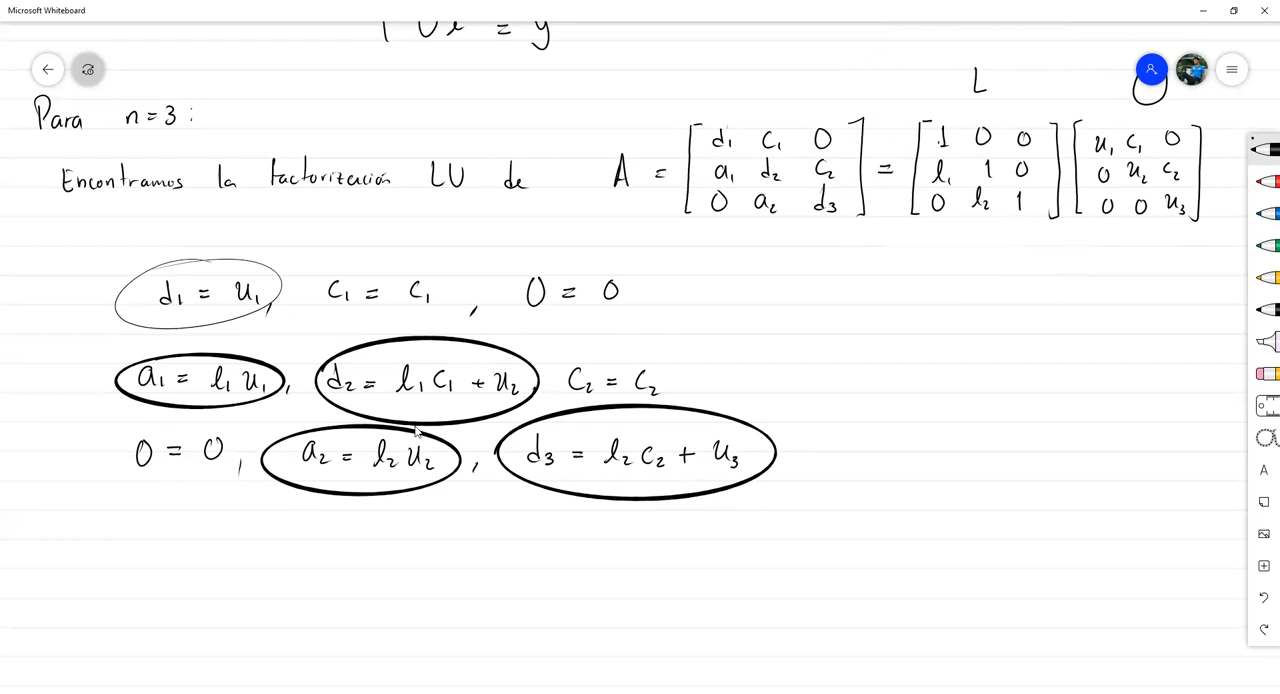 Microsoft Whiteboard
= y
L U
Para n = 3 :
Encontramos la factorización LU de A = [ d₁ c₁ 0 ; a₁ d₂ c₂ ; 0 a₂ d₃ ] = [ 1 0 0 ; l₁ 1 0 ; 0 l₂ 1 ] [ u₁ c₁ 0 ; 0 u₂ c₂ ; 0 0 u₃ ]
d₁ = u₁, c₁ = c₁ , 0 = 0
a₁ = l₁ u₁, d₂ = l₁ c₁ + u₂ c₂ = c₂
0 = 0 , a₂ = l₂ u₂ , d₃ = l₂ c₂ + u₃
A